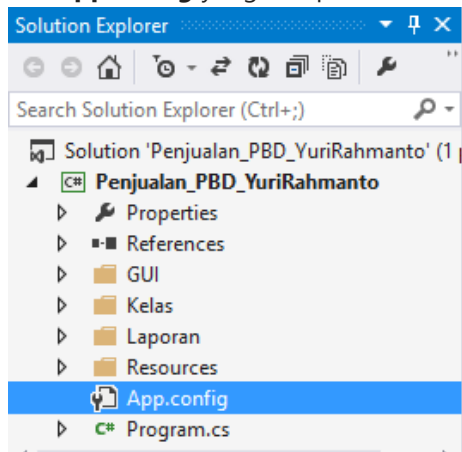 Solution Explorer
Search Solution Explorer (Ctrl+;)
Solution 'Penjualan_PBD_YuriRahmanto' (1
C# Penjualan_PBD_YuriRahmanto
Properties
References
GUI
Kelas
Laporan
Resources
App.config
C# Program.cs